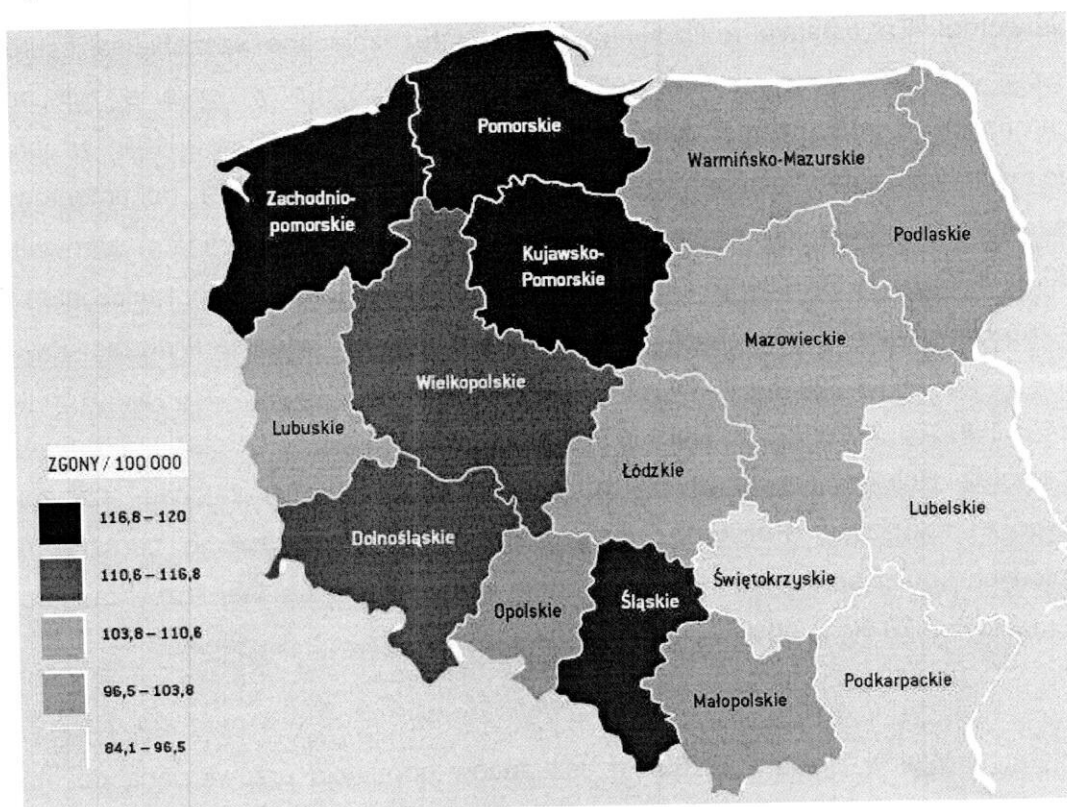 Pomorskie
Warmińsko-Mazurskie
Zachodnio-
pomorskie
Podlaskie
Kujawsko-
Pomorskie
Mazowieckie
Wielkopolskie
Lubuskie
Łódzkie
Lubelskie
Dolnośląskie
Świętokrzyskie
Opolskie
Śląskie
Podkarpackie
Małopolskie
ZGONY / 100 000
116,8 – 120
110,6 – 116,8
103,8 – 110,6
96,5 – 103,8
84,1 – 96,5